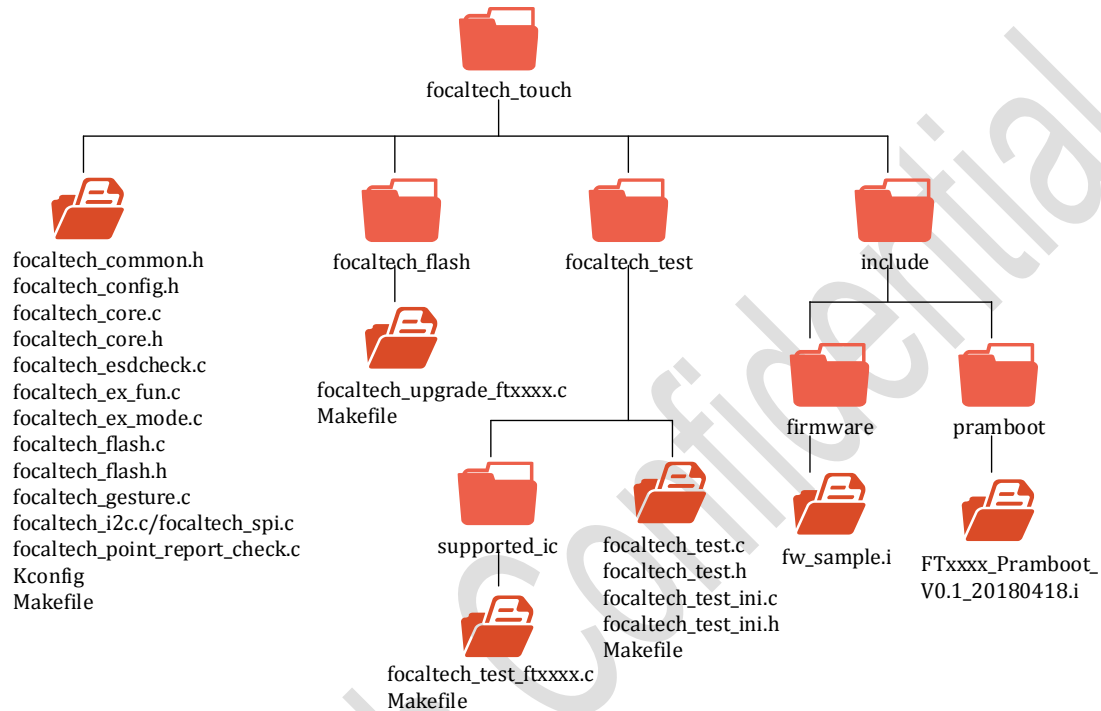 focaltech_touch
focaltech_common.h
focaltech_config.h
focaltech_core.c
focaltech_core.h
focaltech_esdcheck.c
focaltech_ex_fun.c
focaltech_ex_mode.c
focaltech_flash.c
focaltech_flash.h
focaltech_gesture.c
focaltech_i2c.c/focaltech_spi.c
focaltech_point_report_check.c
Kconfig
Makefile
focaltech_flash
focaltech_upgrade_ftxxxx.c
Makefile
focaltech_test
supported_ic
focaltech_test_ftxxxx.c
Makefile
focaltech_test.c
focaltech_test.h
focaltech_test_ini.c
focaltech_test_ini.h
Makefile
include
firmware
fw_sample.i
pramboot
FTxxxx_Pramboot_
V0.1_20180418.i
Confidential